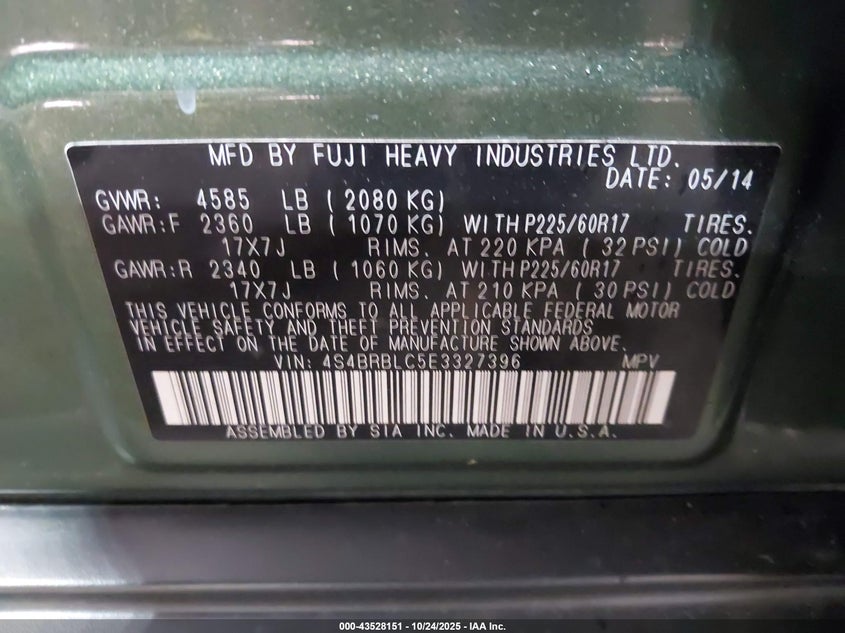 MFD BY FUJI HEAVY INDUSTRIES LTD.
DATE: 05/14
GVWR: 4585 LB ( 2080 KG)
GAWR:F 2360 LB ( 1070 KG) WITH P225/60R17 TIRES.
17X7J RIMS. AT 220 KPA ( 32 PSI) COLD
GAWR:R 2340 LB ( 1060 KG) WITH P225/60R17 TIRES.
17X7J RIMS. AT 210 KPA ( 30 PSI) COLD
THIS VEHICLE CONFORMS TO ALL APPLICABLE FEDERAL MOTOR
VEHICLE SAFETY AND THEFT PREVENTION STANDARDS
IN EFFECT ON THE DATE OF MANUFACTURE SHOWN ABOVE.
VIN: 4S4BRBLC5E3327396 MPV
ASSEMBLED BY SIA INC. MADE IN U.S.A.
000-43528151 - 10/24/2025 - IAA Inc.